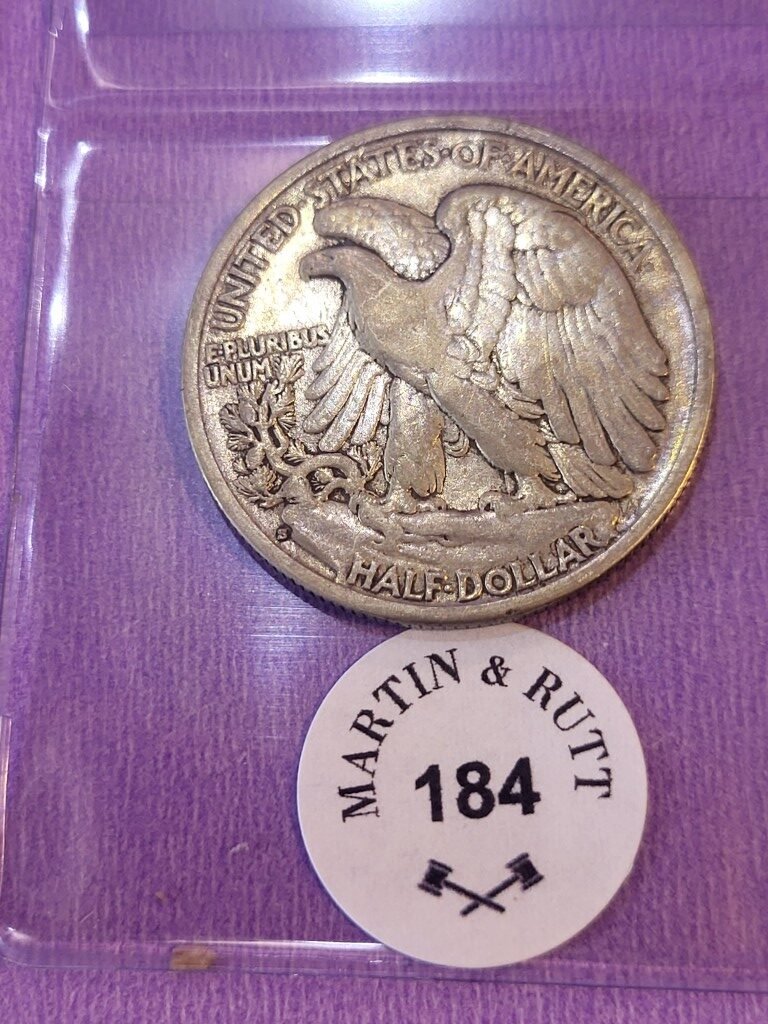 UNITED·STATES·OF·AMERICA
E·PLURIBUS
UNUM
S
HALF·DOLLAR
MARTIN & RUTT
184